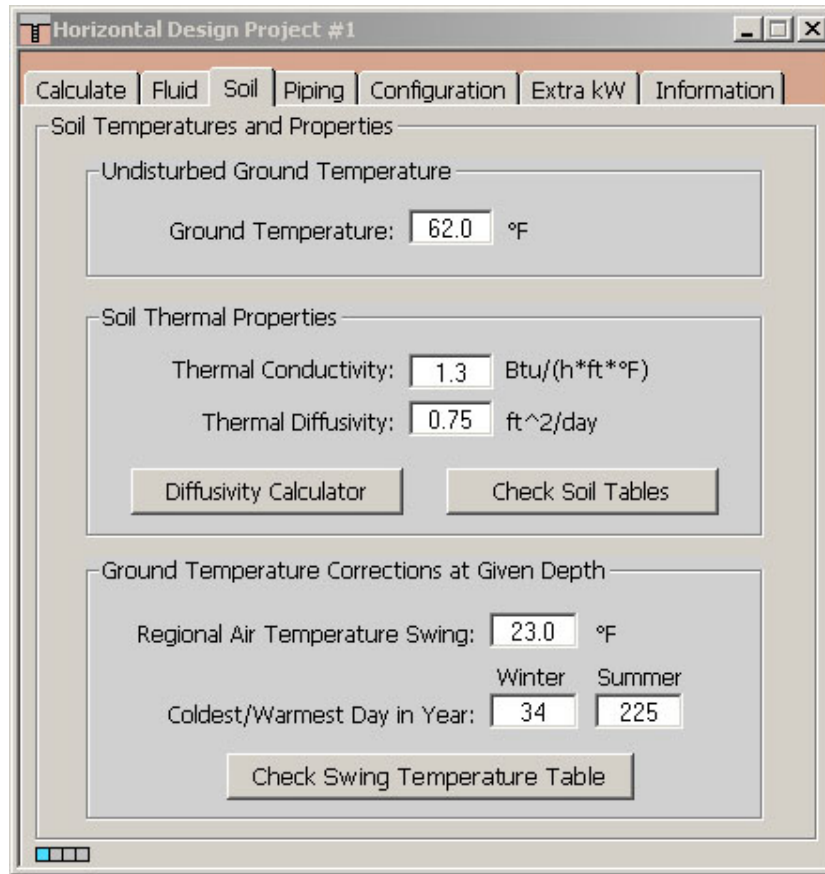 Horizontal Design Project #1
Calculate Fluid Soil Piping Configuration Extra kW Information
Soil Temperatures and Properties
Undisturbed Ground Temperature
Ground Temperature: 62.0 °F
Soil Thermal Properties
Thermal Conductivity: 1.3 Btu/(h*ft*°F)
Thermal Diffusivity: 0.75 ft^2/day
Diffusivity Calculator Check Soil Tables
Ground Temperature Corrections at Given Depth
Regional Air Temperature Swing: 23.0 °F
Winter Summer
Coldest/Warmest Day in Year: 34 225
Check Swing Temperature Table